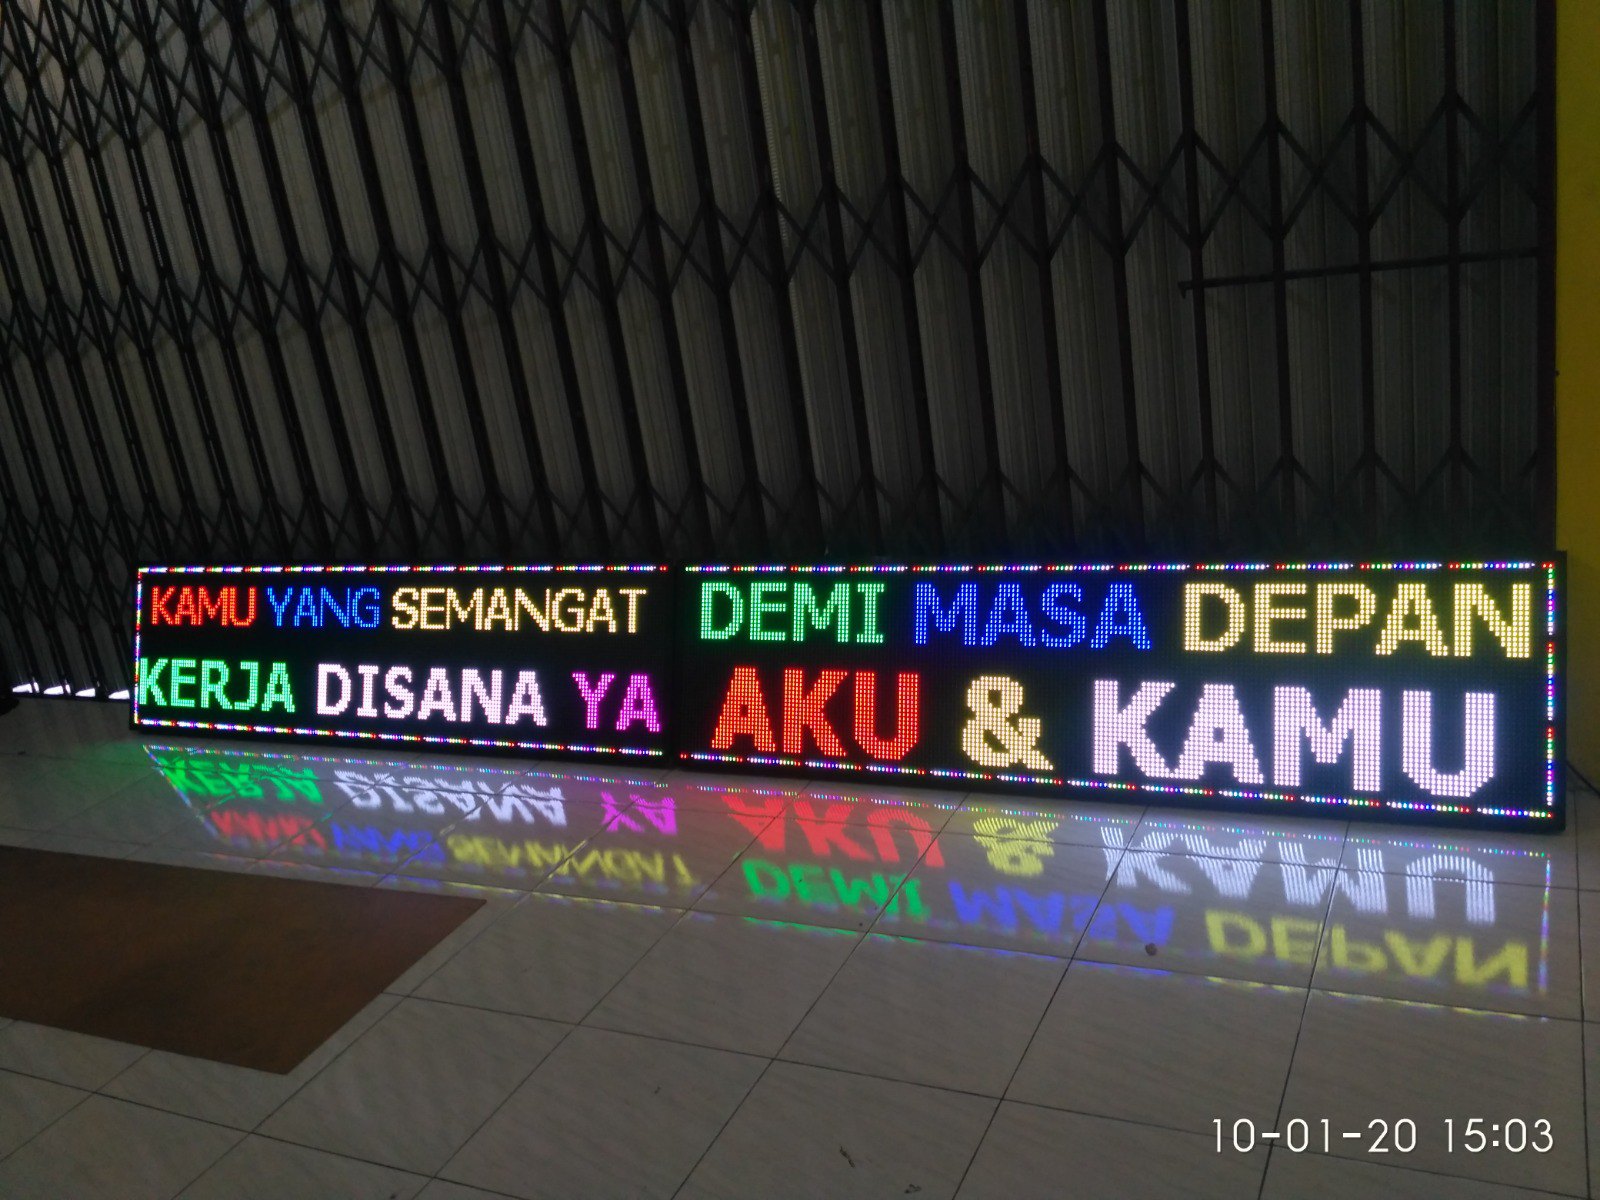 KAMU YANG SEMANGAT
KERJA DISANA YA
DEMI MASA DEPAN
AKU & KAMU
10-01-20 15:03